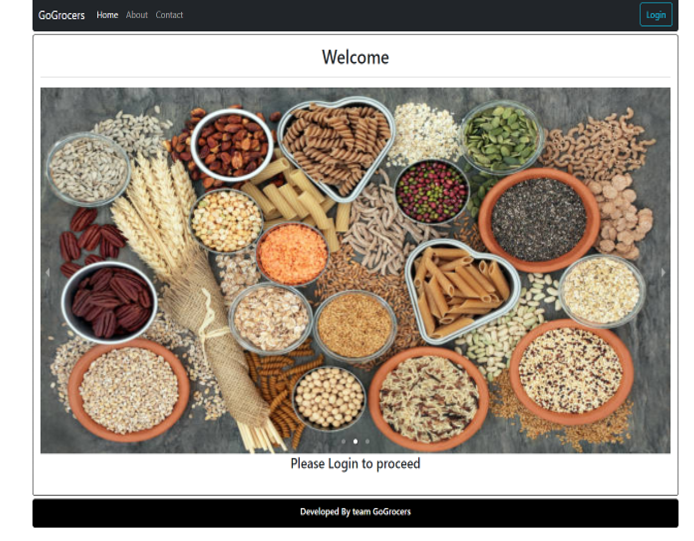 GoGrocers Home About Contact Login
Welcome
Please Login to proceed
Developed By team GoGrocers